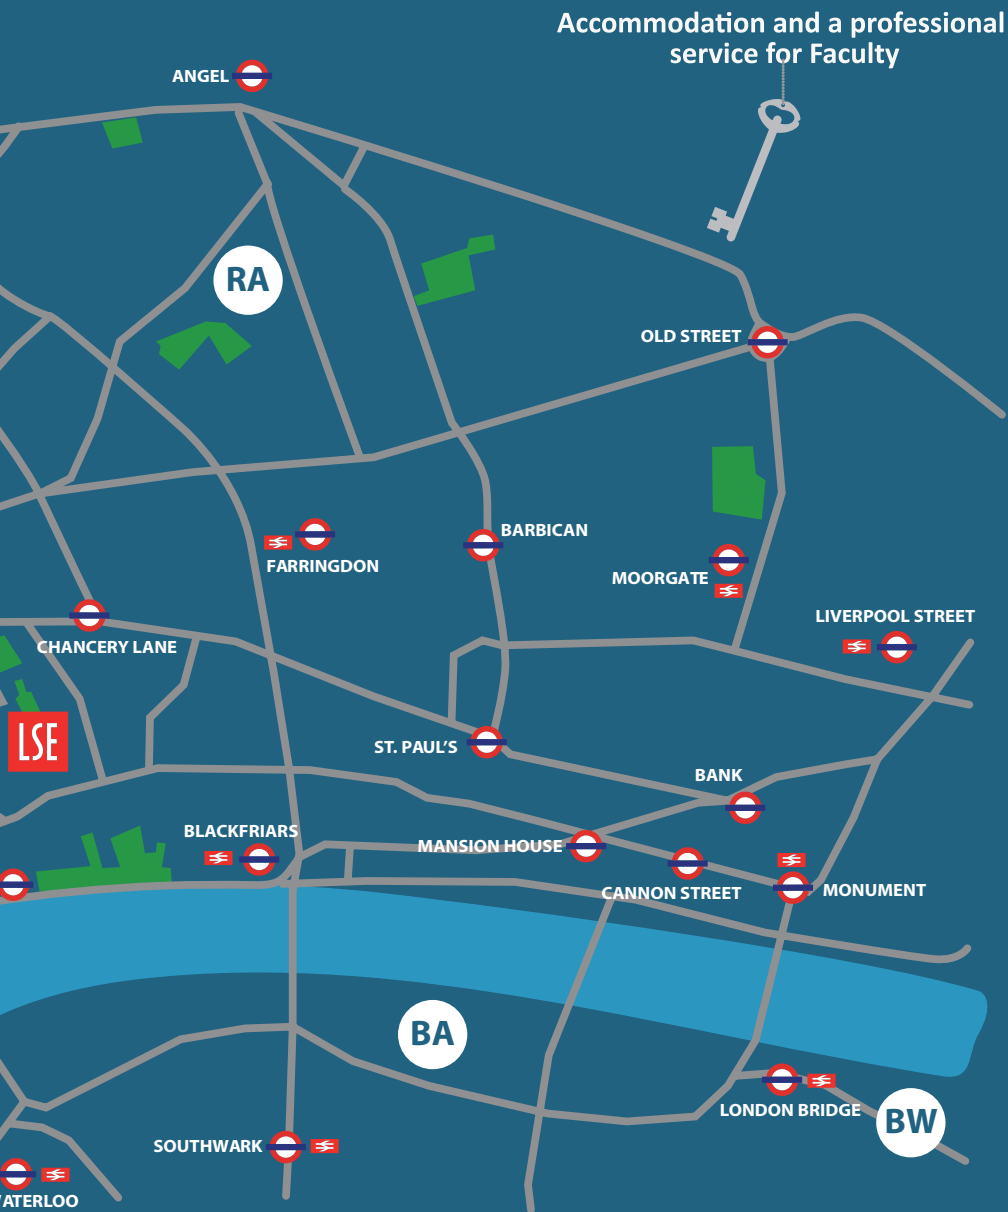 Accommodation and a professional
service for Faculty
ANGEL
RA
OLD STREET
BARBICAN
FARRINGDON
MOORGATE
LIVERPOOL STREET
CHANCERY LANE
LSE
ST. PAUL'S
BANK
BLACKFRIARS
MANSION HOUSE
CANNON STREET
MONUMENT
BA
LONDON BRIDGE
BW
SOUTHWARK
ATERLOO